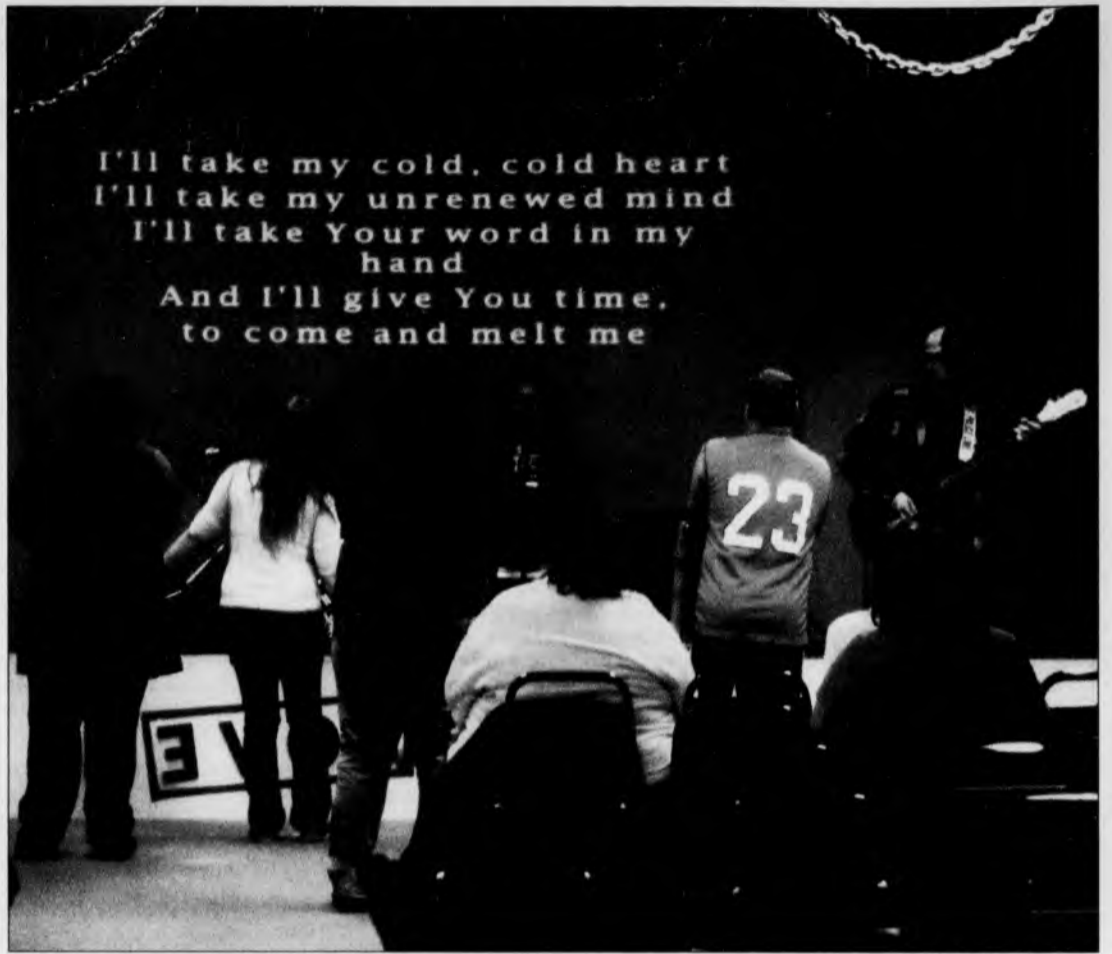 I'll take my cold, cold heart
I'll take my unrenewed mind
I'll take Your word in my
hand
And I'll give You time,
to come and melt me
23